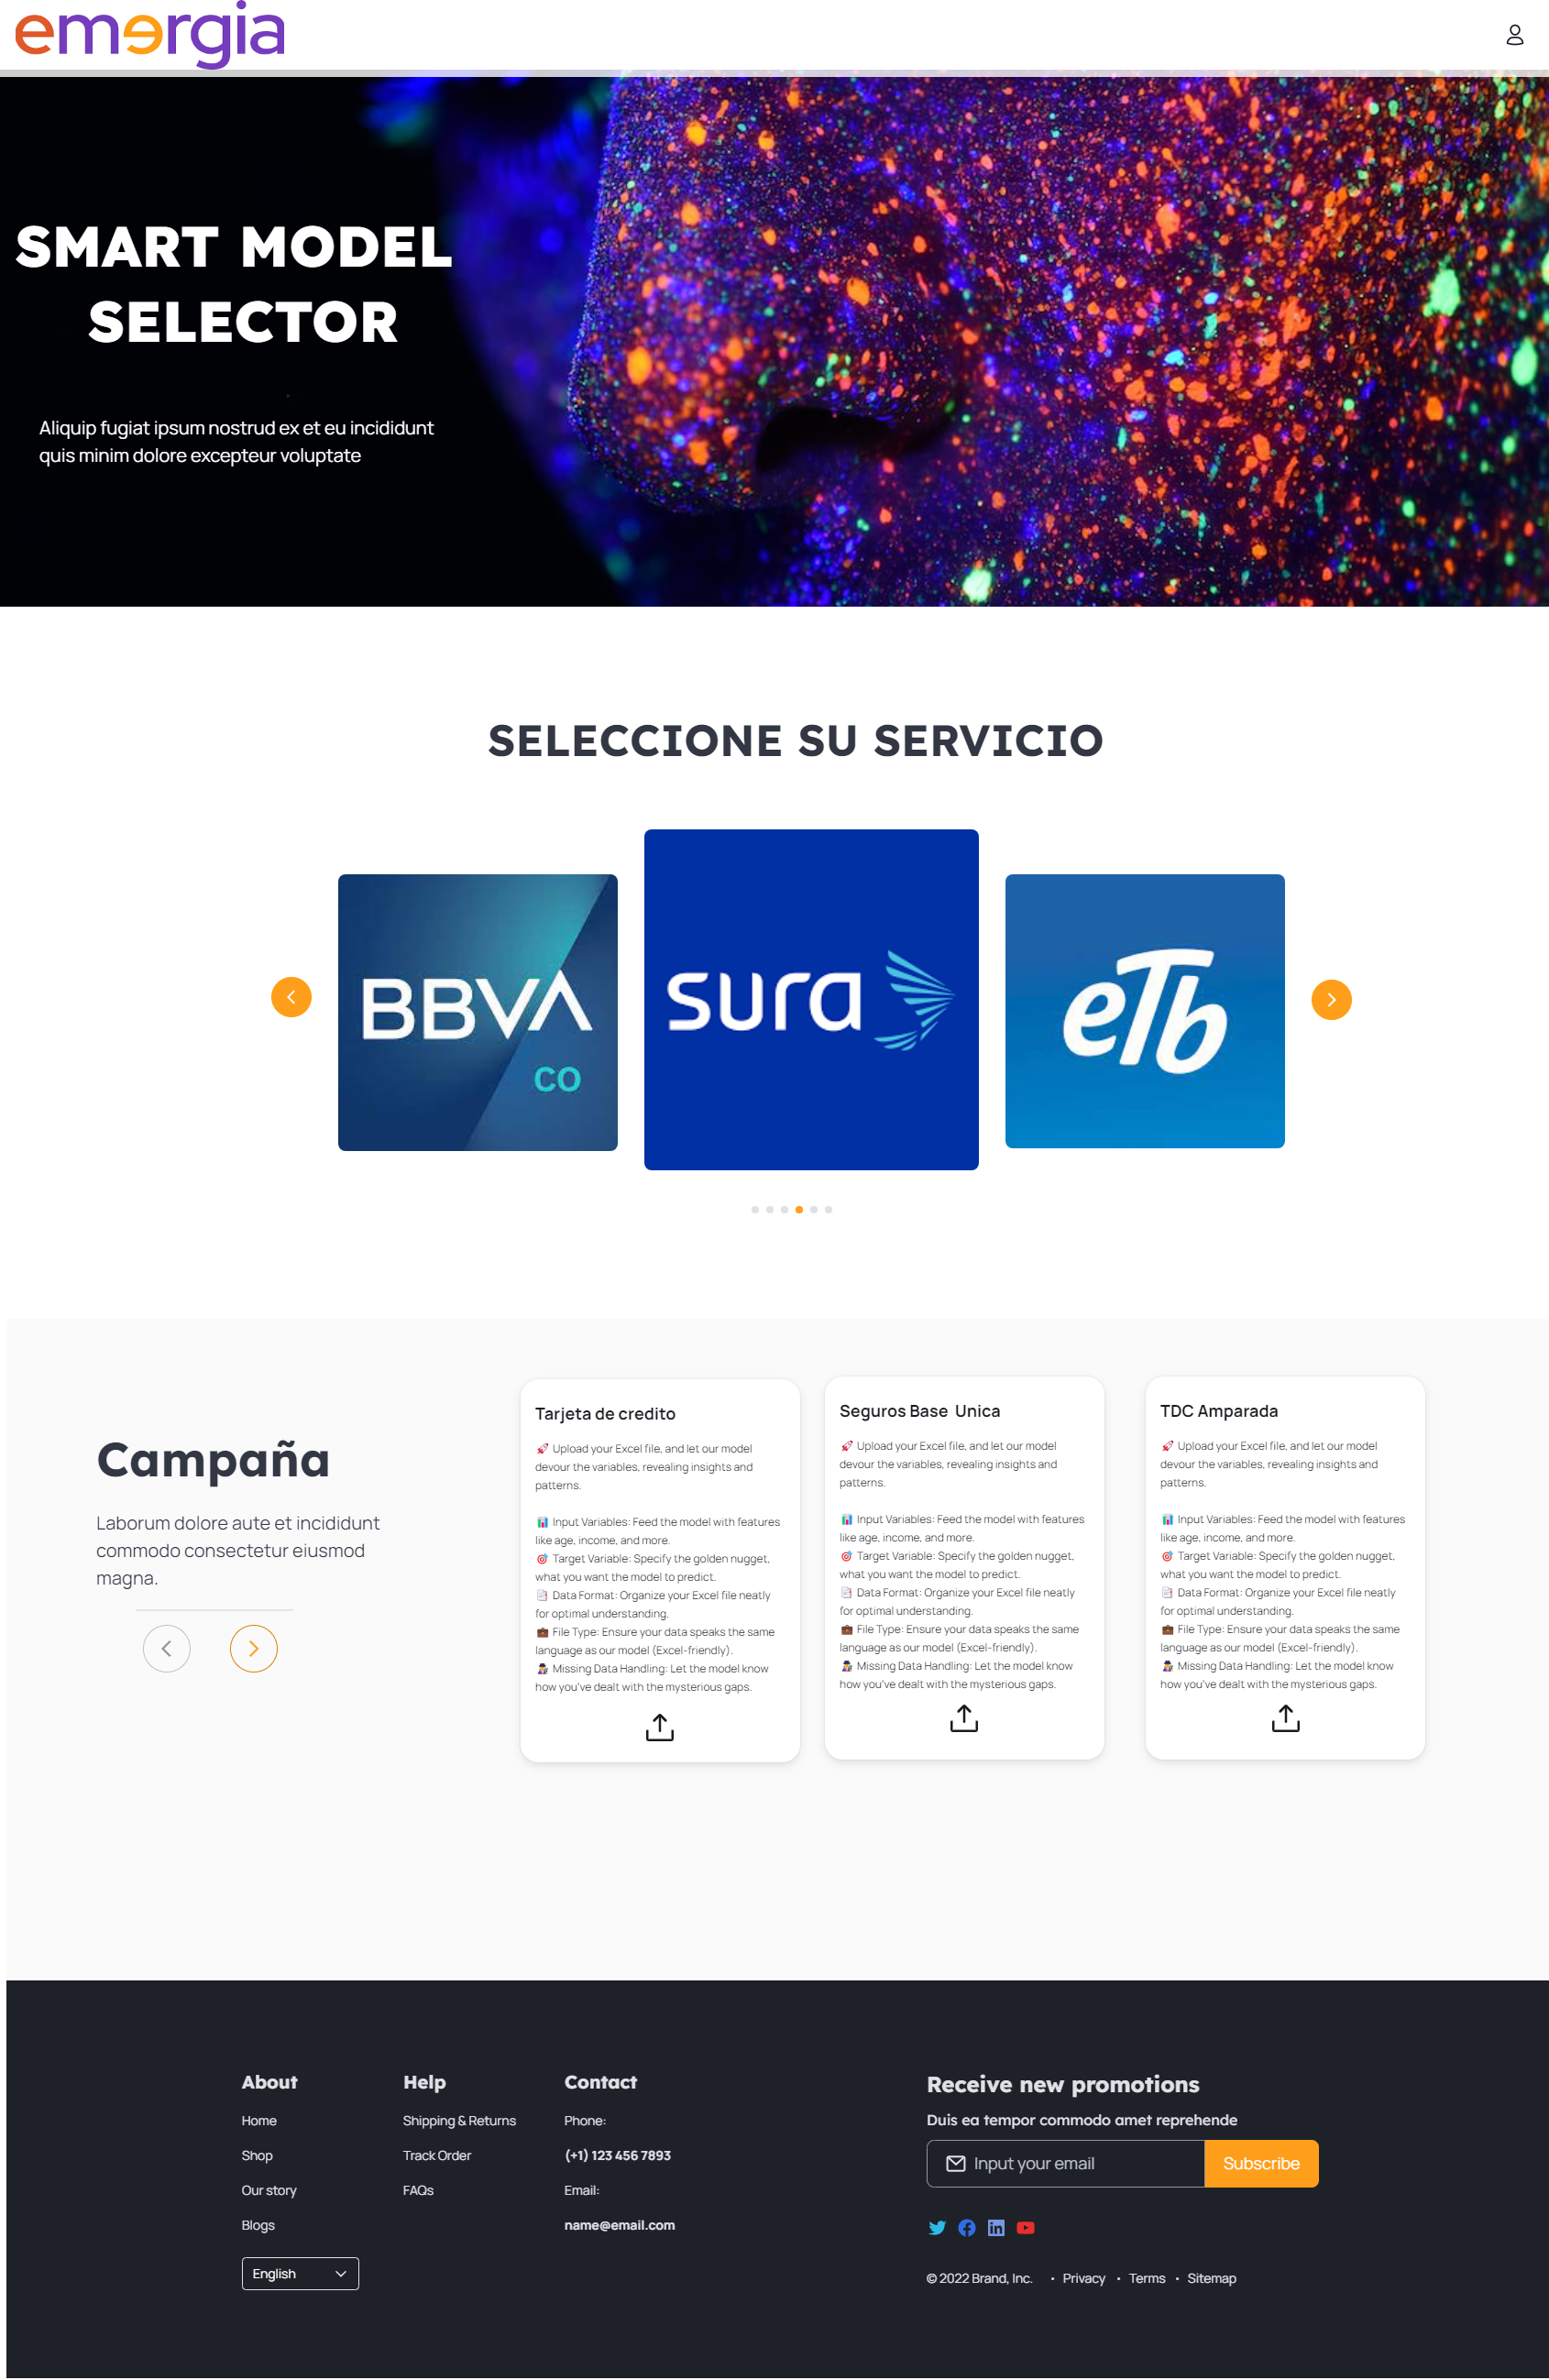 emergia
SMART MODEL
SELECTOR
Aliquip fugiat ipsum nostrud ex et eu incididunt
quis minim dolore excepteur voluptate
SELECCIONE SU SERVICIO
BBVA
CO
sura
eTb
Campaña
Laborum dolore aute et incididunt
commodo consectetur eiusmod
magna.
Tarjeta de credito
🚀 Upload your Excel file, and let our model
devour the variables, revealing insights and
patterns.
📊 Input Variables: Feed the model with features
like age, income, and more.
🎯 Target Variable: Specify the golden nugget,
what you want the model to predict.
📑 Data Format: Organize your Excel file neatly
for optimal understanding.
💼 File Type: Ensure your data speaks the same
language as our model (Excel-friendly).
🕵️ Missing Data Handling: Let the model know
how you've dealt with the mysterious gaps.
Seguros Base Unica
🚀 Upload your Excel file, and let our model
devour the variables, revealing insights and
patterns.
📊 Input Variables: Feed the model with features
like age, income, and more.
🎯 Target Variable: Specify the golden nugget,
what you want the model to predict.
📑 Data Format: Organize your Excel file neatly
for optimal understanding.
💼 File Type: Ensure your data speaks the same
language as our model (Excel-friendly).
🕵️ Missing Data Handling: Let the model know
how you've dealt with the mysterious gaps.
TDC Amparada
🚀 Upload your Excel file, and let our model
devour the variables, revealing insights and
patterns.
📊 Input Variables: Feed the model with features
like age, income, and more.
🎯 Target Variable: Specify the golden nugget,
what you want the model to predict.
📑 Data Format: Organize your Excel file neatly
for optimal understanding.
💼 File Type: Ensure your data speaks the same
language as our model (Excel-friendly).
🕵️ Missing Data Handling: Let the model know
how you've dealt with the mysterious gaps.
About
Home
Shop
Our story
Blogs
English
Help
Shipping & Returns
Track Order
FAQs
Contact
Phone:
(+1) 123 456 7893
Email:
name@email.com
Receive new promotions
Duis ea tempor commodo amet reprehende
Input your email
Subscribe
© 2022 Brand, Inc. • Privacy • Terms • Sitemap